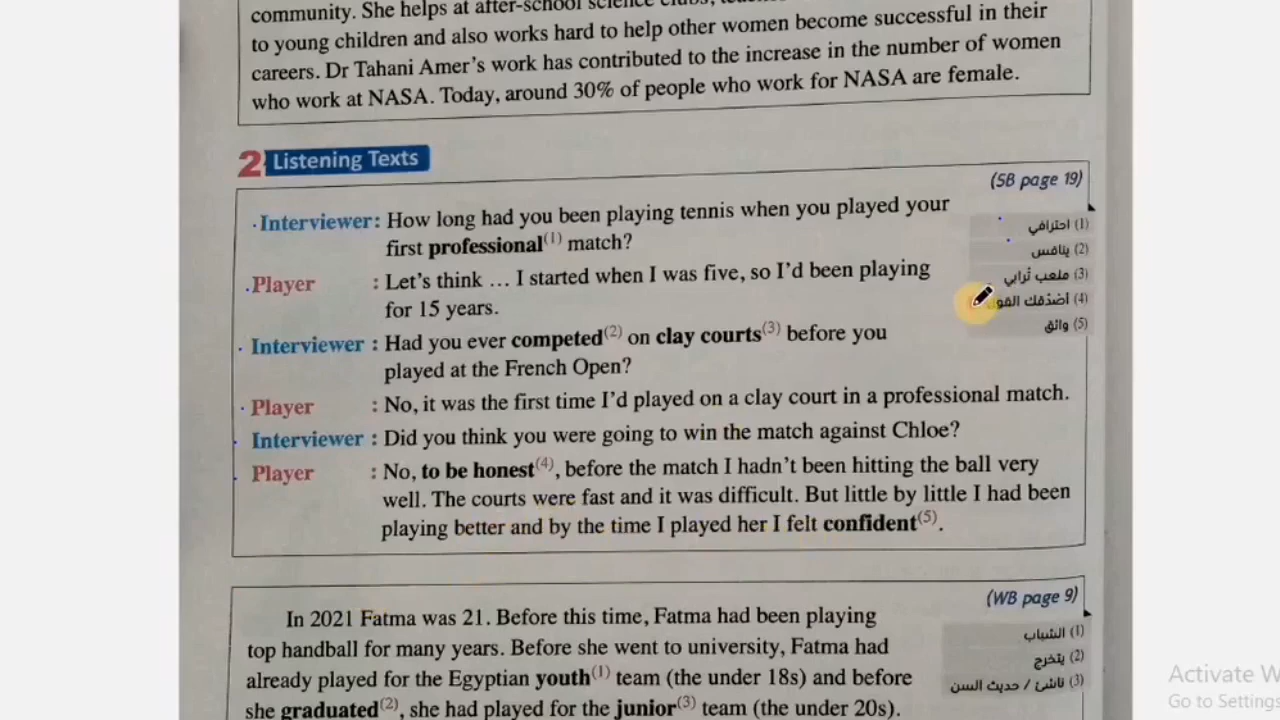 community. She helps at after-school science clubs,
to young children and also works hard to help other women become successful in their
careers. Dr Tahani Amer's work has contributed to the increase in the number of women
who work at NASA. Today, around 30% of people who work for NASA are female.
2 Listening Texts
(SB page 19)
Interviewer: How long had you been playing tennis when you played your
first professional(1) match?
Player : Let's think … I started when I was five, so I'd been playing
for 15 years.
Interviewer : Had you ever competed(2) on clay courts(3) before you
played at the French Open?
Player : No, it was the first time I'd played on a clay court in a professional match.
Interviewer : Did you think you were going to win the match against Chloe?
Player : No, to be honest(4), before the match I hadn't been hitting the ball very
well. The courts were fast and it was difficult. But little by little I had been
playing better and by the time I played her I felt confident(5).
(1) احترافي
(2) ينافس
(3) ملعب تُرابي
(4) أصدقك القول
(5) واثق
(WB page 9)
In 2021 Fatma was 21. Before this time, Fatma had been playing
top handball for many years. Before she went to university, Fatma had
already played for the Egyptian youth(1) team (the under 18s) and before
she graduated(2), she had played for the junior(3) team (the under 20s).
(1) الشباب
(2) يتخرج
(3) ناشئ / حديث السن
Activate W
Go to Settings